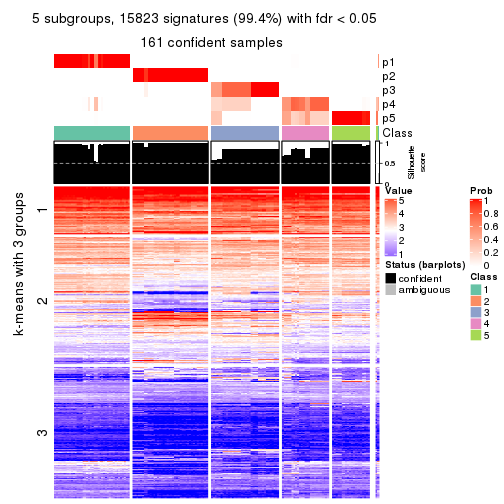 5 subgroups, 15823 signatures (99.4%) with fdr < 0.05
161 confident samples
p1
p2
p3
p4
p5
Class
1
0.5
0
Silhouette
score
k-means with 3 groups
1
2
3
Value
5
4
3
2
1
Status (barplots)
confident
ambiguous
Prob
1
0.8
0.6
0.4
0.2
0
Class
1
2
3
4
5